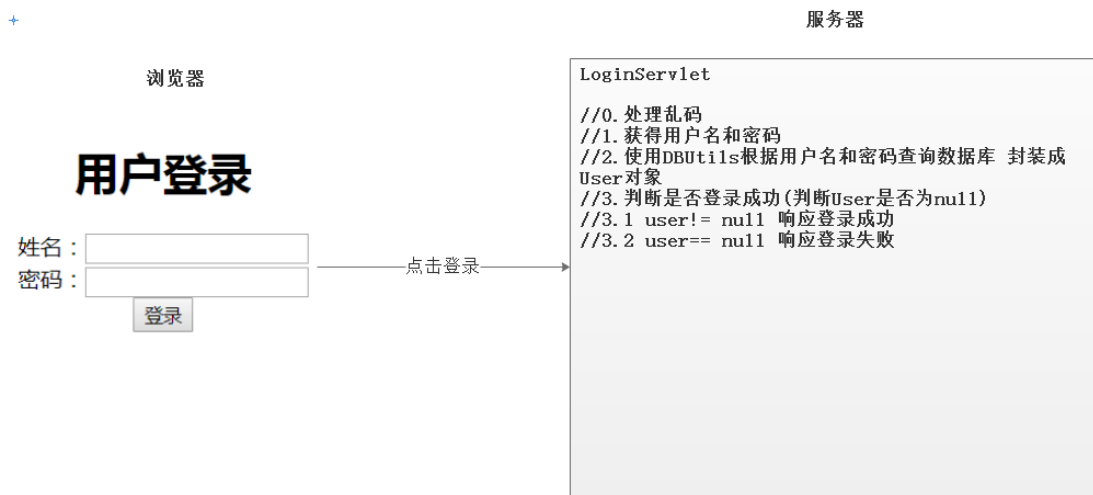 服务器
浏览器
用户登录
姓名：
密码：
登录
点击登录
LoginServlet
//0.处理乱码
//1.获得用户名和密码
//2.使用DBUtils根据用户名和密码查询数据库 封装成
User对象
//3.判断是否登录成功(判断User是否为null)
//3.1 user!= null 响应登录成功
//3.2 user== null 响应登录失败